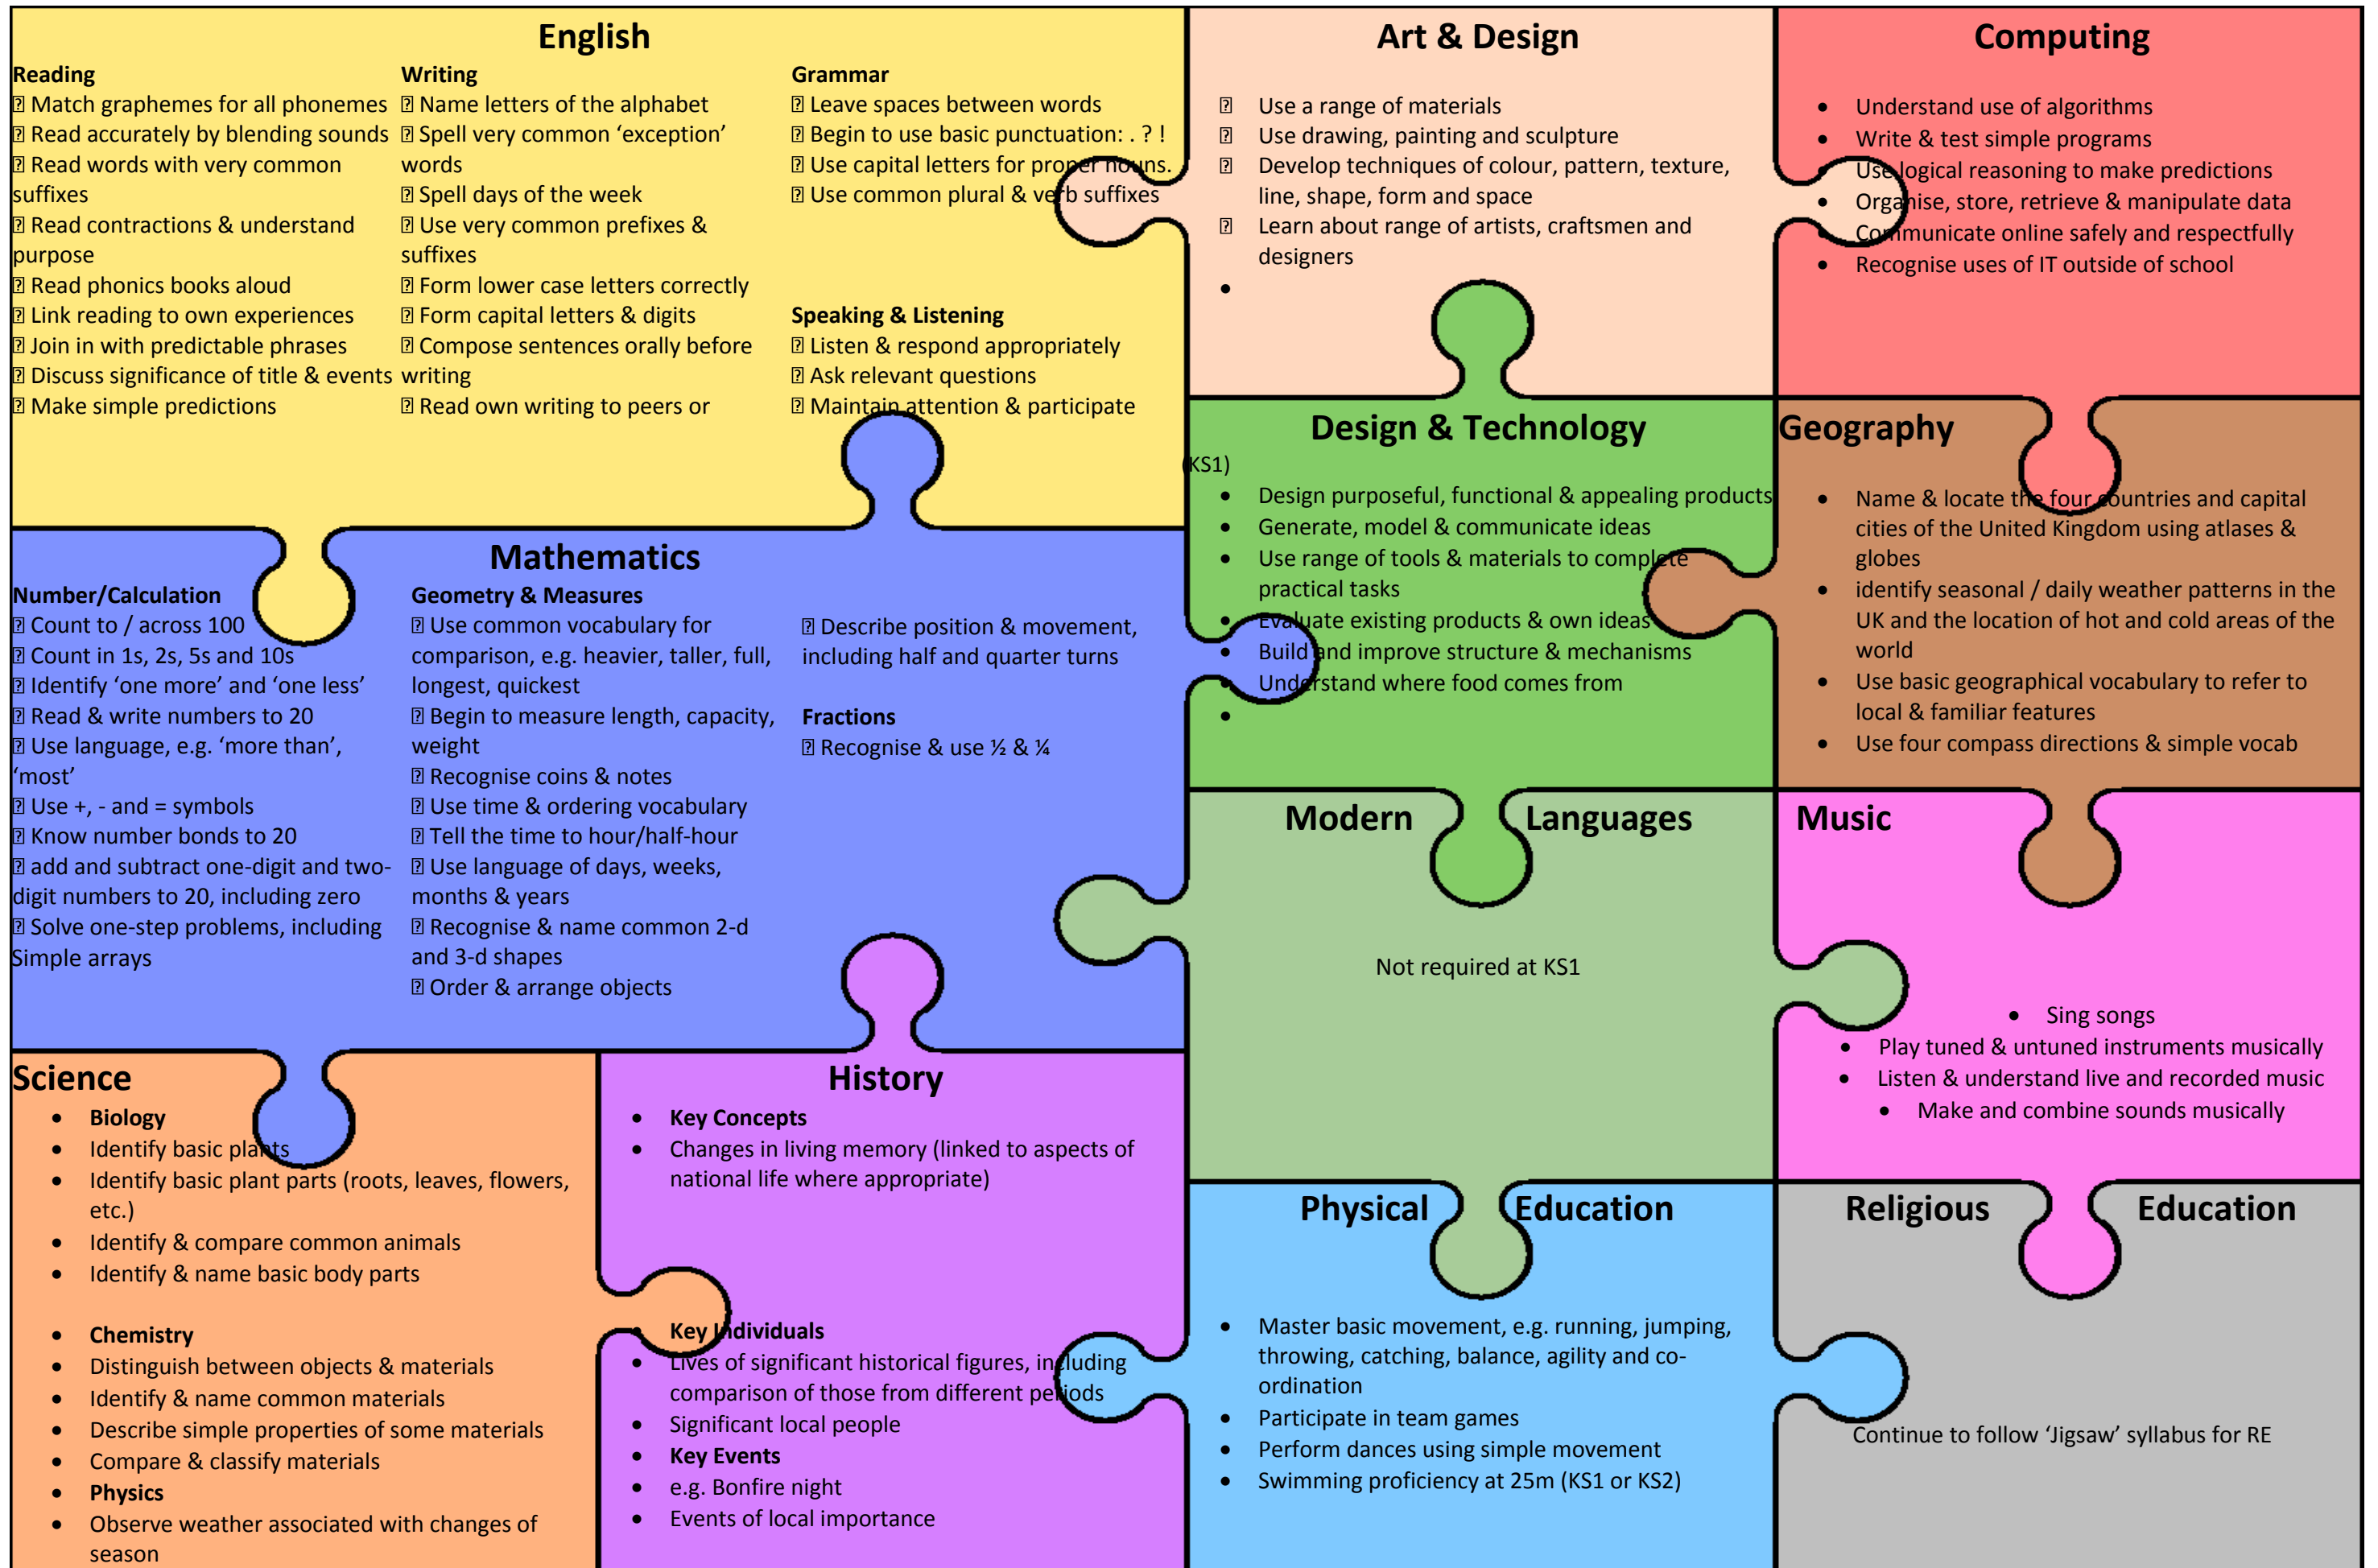 English
Reading
⍰ Match graphemes for all phonemes
⍰ Read accurately by blending sounds
⍰ Read words with very common
suffixes
⍰ Read contractions & understand
purpose
⍰ Read phonics books aloud
⍰ Link reading to own experiences
⍰ Join in with predictable phrases
⍰ Discuss significance of title & events
⍰ Make simple predictions
Writing
⍰ Name letters of the alphabet
⍰ Spell very common ‘exception’
words
⍰ Spell days of the week
⍰ Use very common prefixes &
suffixes
⍰ Form lower case letters correctly
⍰ Form capital letters & digits
⍰ Compose sentences orally before
writing
⍰ Read own writing to peers or
Grammar
⍰ Leave spaces between words
⍰ Begin to use basic punctuation: . ? !
⍰ Use capital letters for proper nouns.
⍰ Use common plural & verb suffixes
Speaking & Listening
⍰ Listen & respond appropriately
⍰ Ask relevant questions
⍰ Maintain attention & participate
Art & Design
⍰ Use a range of materials
⍰ Use drawing, painting and sculpture
⍰ Develop techniques of colour, pattern, texture,
line, shape, form and space
⍰ Learn about range of artists, craftsmen and
designers
•
Computing
• Understand use of algorithms
• Write & test simple programs
• Use logical reasoning to make predictions
• Organise, store, retrieve & manipulate data
• Communicate online safely and respectfully
• Recognise uses of IT outside of school
Mathematics
Number/Calculation
⍰ Count to / across 100
⍰ Count in 1s, 2s, 5s and 10s
⍰ Identify ‘one more’ and ‘one less’
⍰ Read & write numbers to 20
⍰ Use language, e.g. ‘more than’,
‘most’
⍰ Use +, - and = symbols
⍰ Know number bonds to 20
⍰ add and subtract one-digit and two-
digit numbers to 20, including zero
⍰ Solve one-step problems, including
Simple arrays
Geometry & Measures
⍰ Use common vocabulary for
comparison, e.g. heavier, taller, full,
longest, quickest
⍰ Begin to measure length, capacity,
weight
⍰ Recognise coins & notes
⍰ Use time & ordering vocabulary
⍰ Tell the time to hour/half-hour
⍰ Use language of days, weeks,
months & years
⍰ Recognise & name common 2-d
and 3-d shapes
⍰ Order & arrange objects
⍰ Describe position & movement,
including half and quarter turns
Fractions
⍰ Recognise & use ½ & ¼
Design & Technology
(KS1)
• Design purposeful, functional & appealing products
• Generate, model & communicate ideas
• Use range of tools & materials to complete
practical tasks
• Evaluate existing products & own ideas
• Build and improve structure & mechanisms
• Understand where food comes from
•
Geography
• Name & locate the four countries and capital
cities of the United Kingdom using atlases &
globes
• identify seasonal / daily weather patterns in the
UK and the location of hot and cold areas of the
world
• Use basic geographical vocabulary to refer to
local & familiar features
• Use four compass directions & simple vocab
Modern Languages
Not required at KS1
Music
• Sing songs
• Play tuned & untuned instruments musically
• Listen & understand live and recorded music
• Make and combine sounds musically
Science
• Biology
• Identify basic plants
• Identify basic plant parts (roots, leaves, flowers,
etc.)
• Identify & compare common animals
• Identify & name basic body parts
• Chemistry
• Distinguish between objects & materials
• Identify & name common materials
• Describe simple properties of some materials
• Compare & classify materials
• Physics
• Observe weather associated with changes of
season
History
• Key Concepts
• Changes in living memory (linked to aspects of
national life where appropriate)
• Key Individuals
• Lives of significant historical figures, including
comparison of those from different periods
• Significant local people
• Key Events
• e.g. Bonfire night
• Events of local importance
Physical Education
• Master basic movement, e.g. running, jumping,
throwing, catching, balance, agility and co-
ordination
• Participate in team games
• Perform dances using simple movement
• Swimming proficiency at 25m (KS1 or KS2)
Religious Education
Continue to follow ‘Jigsaw’ syllabus for RE